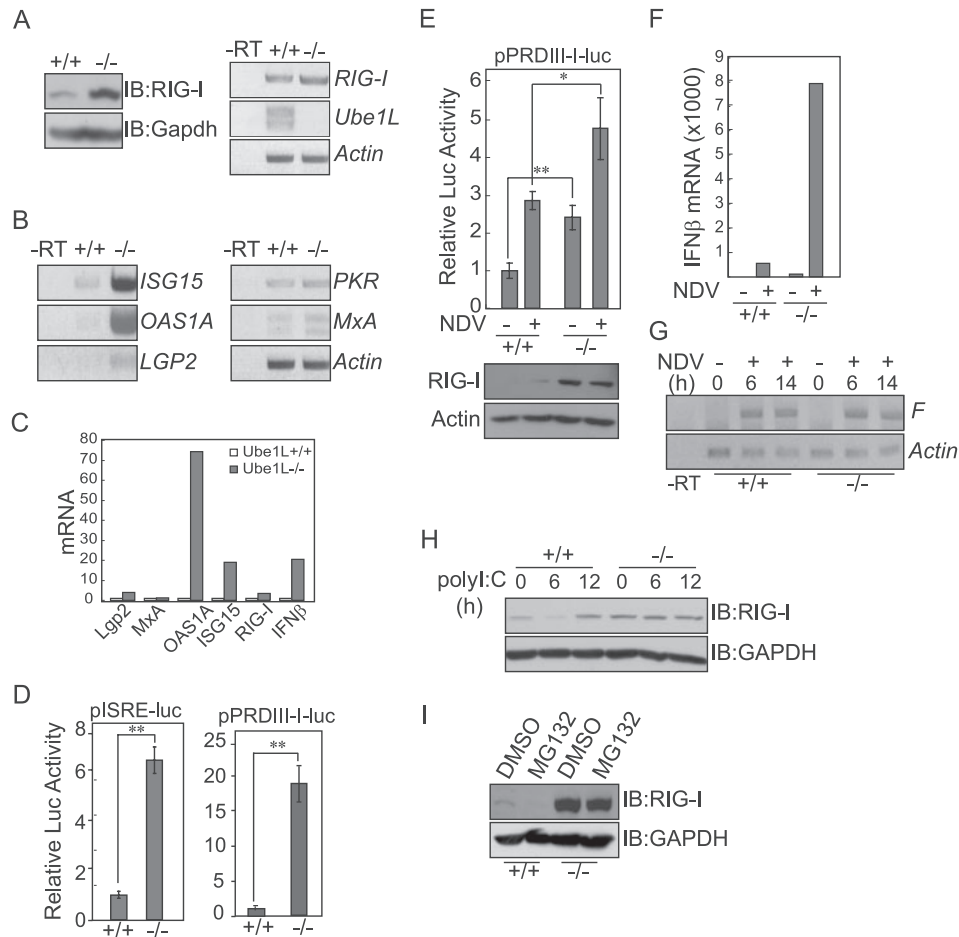 A
+/+ -/-
IB:RIG-I
IB:Gapdh
-RT +/+ -/-
RIG-I
Ube1L
Actin
B
-RT +/+ -/-
ISG15
OAS1A
LGP2
-RT +/+ -/-
PKR
MxA
Actin
C
mRNA
80
70
60
50
40
30
20
10
0
Ube1L+/+
Ube1L-/-
Lgp2 MxA OAS1A ISG15 RIG-I IFNβ
D
pISRE-luc
Relative Luc Activity
8
6
4
2
1
0
**
+/+ -/-
pPRDIII-I-luc
25
20
15
10
5
0
**
+/+ -/-
E
pPRDIII-I-luc
Relative Luc Activity
6
5
4
3
2
1
0
*
**
NDV - + - +
+/+ -/-
RIG-I
Actin
F
IFNβ mRNA (x1000)
9
8
7
6
5
4
3
2
1
0
NDV - + - +
+/+ -/-
G
NDV - + + - + +
(h) 0 6 14 0 6 14
F
Actin
-RT +/+ -/-
H
+/+ -/-
polyI:C 0 6 12 0 6 12
(h)
IB:RIG-I
IB:GAPDH
I
DMSO MG132 DMSO MG132
IB:RIG-I
IB:GAPDH
+/+ -/-